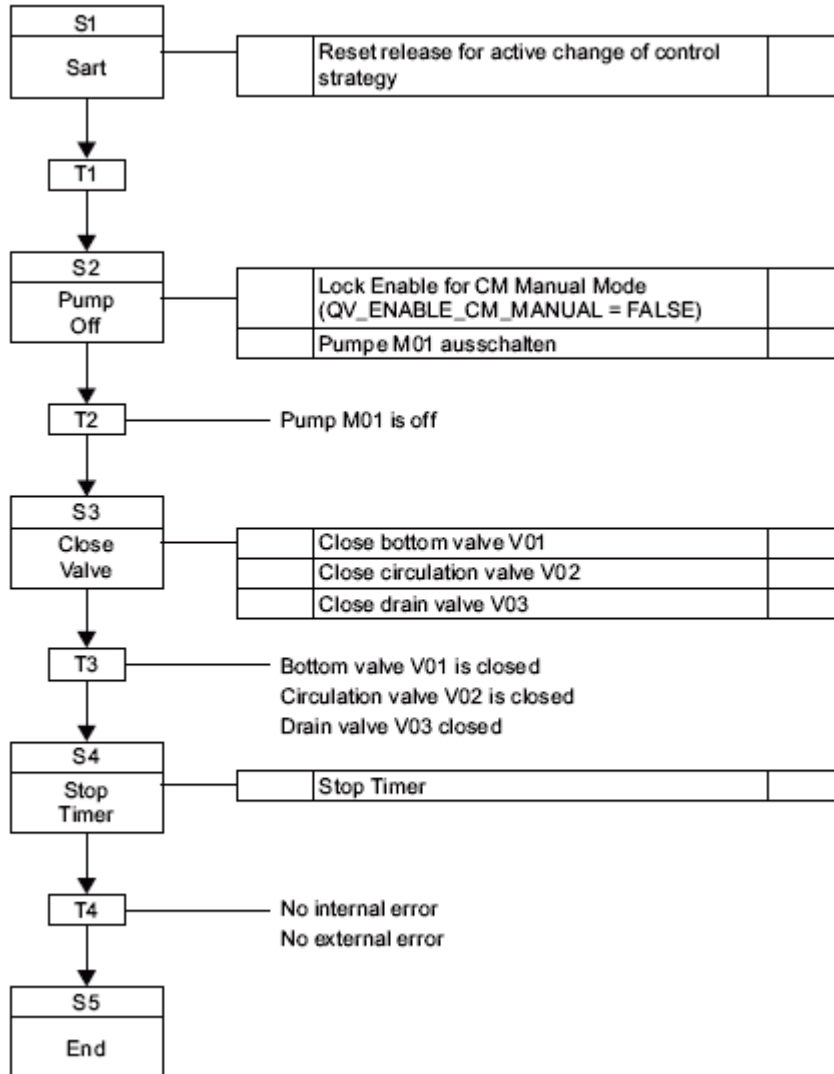 S1
Sart
Reset release for active change of control
strategy
T1
S2
Pump
Off
Lock Enable for CM Manual Mode
(QV_ENABLE_CM_MANUAL = FALSE)
Pumpe M01 ausschalten
T2
Pump M01 is off
S3
Close
Valve
Close bottom valve V01
Close circulation valve V02
Close drain valve V03
T3
Bottom valve V01 is closed
Circulation valve V02 is closed
Drain valve V03 closed
S4
Stop
Timer
Stop Timer
T4
No internal error
No external error
S5
End